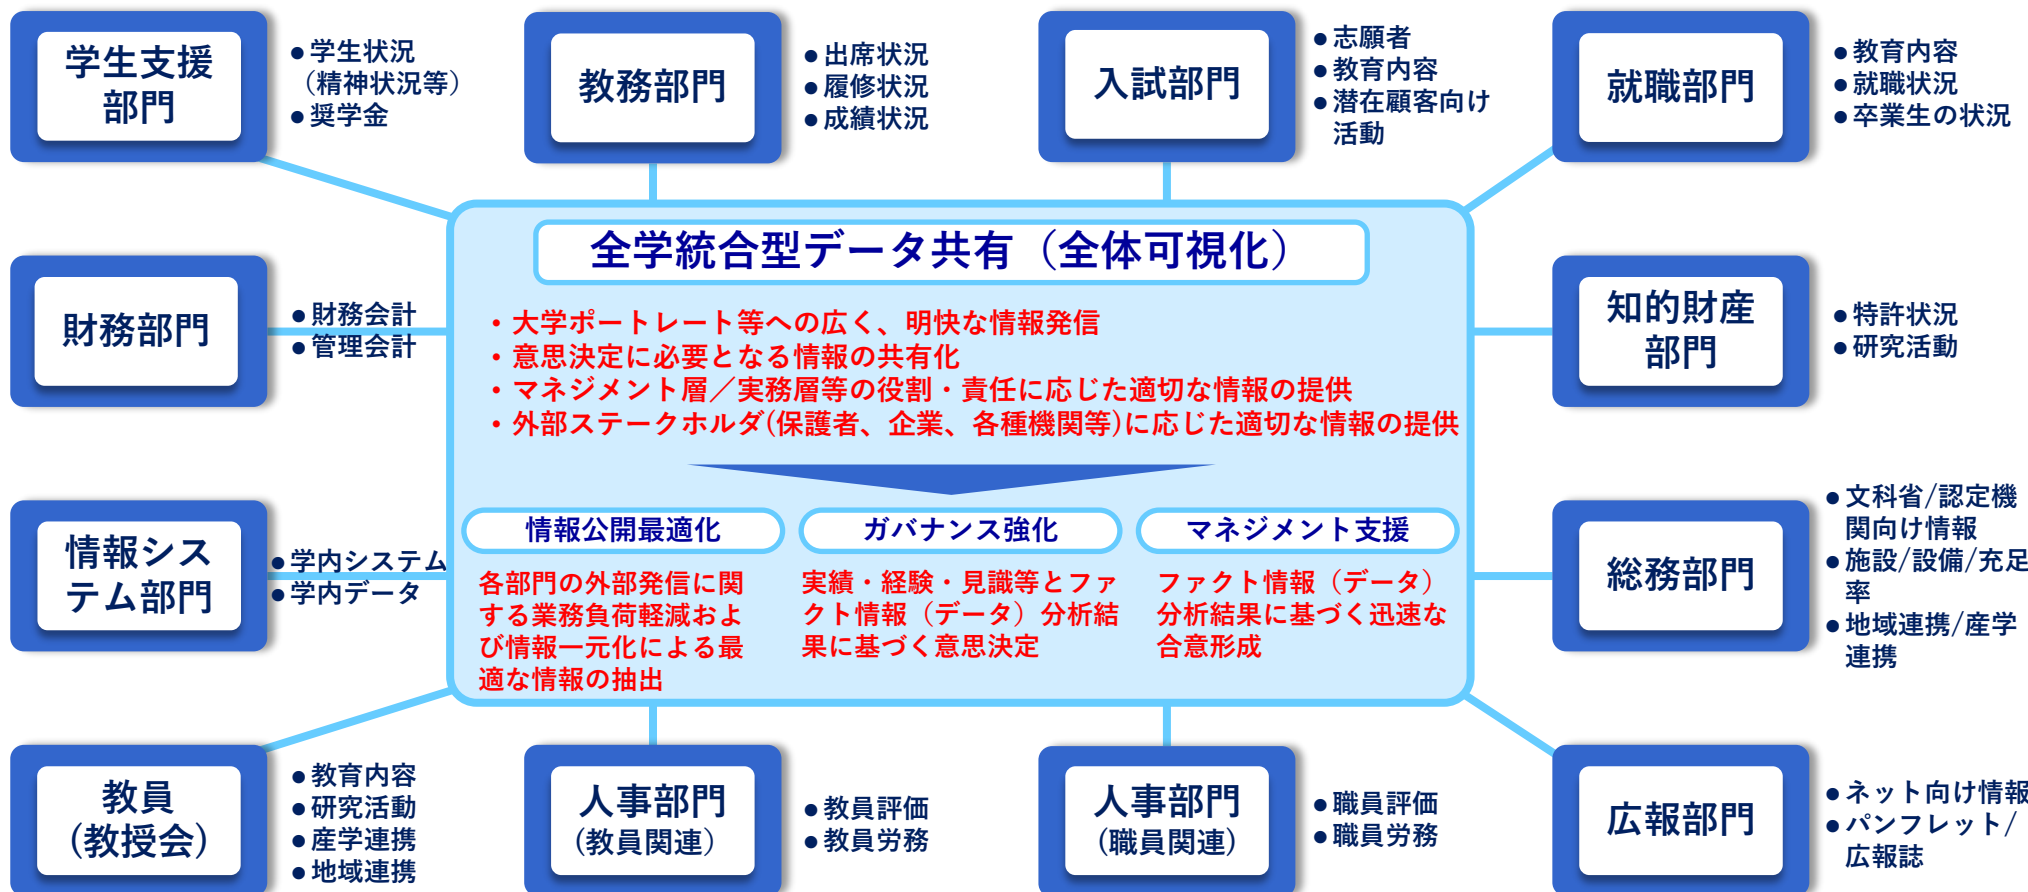 学生支援
部門
● 学生状況
（精神状況等）
● 奨学金
教務部門
● 出席状況
● 履修状況
● 成績状況
入試部門
● 志願者
● 教育内容
● 潜在顧客向け
活動
就職部門
● 教育内容
● 就職状況
● 卒業生の状況
全学統合型データ共有（全体可視化）
・大学ポートレート等への広く、明快な情報発信
・意思決定に必要となる情報の共有化
・マネジメント層／実務層等の役割・責任に応じた適切な情報の提供
・外部ステークホルダ(保護者、企業、各種機関等)に応じた適切な情報の提供
財務部門
● 財務会計
● 管理会計
知的財産
部門
● 特許状況
● 研究活動
情報公開最適化
各部門の外部発信に関
する業務負荷軽減およ
び情報一元化による最
適な情報の抽出
ガバナンス強化
実績・経験・見識等とファ
クト情報（データ）分析結
果に基づく意思決定
マネジメント支援
ファクト情報（データ）
分析結果に基づく迅速な
合意形成
情報シス
テム部門
● 学内システム
● 学内データ
総務部門
● 文科省/認定機
関向け情報
● 施設/設備/充足
率
● 地域連携/産学
連携
教員
(教授会）
● 教育内容
● 研究活動
● 産学連携
● 地域連携
人事部門
(教員関連）
● 教員評価
● 教員労務
人事部門
(職員関連）
● 職員評価
● 職員労務
広報部門
● ネット向け情報
● パンフレット/
広報誌